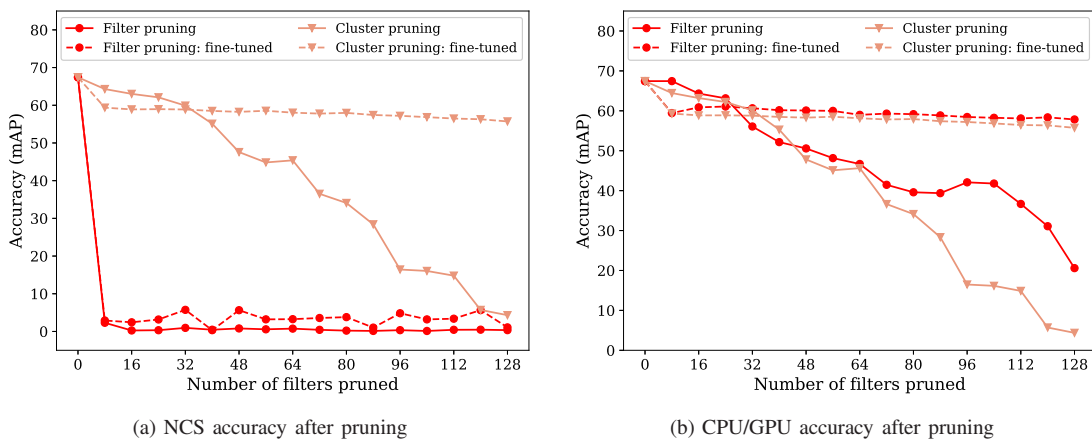 Filter pruning
Filter pruning: fine-tuned
Cluster pruning
Cluster pruning: fine-tuned
80
70
60
50
40
30
20
10
0
Accuracy (mAP)
0 16 32 48 64 80 96 112 128
Number of filters pruned
(a) NCS accuracy after pruning
Filter pruning
Filter pruning: fine-tuned
Cluster pruning
Cluster pruning: fine-tuned
80
70
60
50
40
30
20
10
0
Accuracy (mAP)
0 16 32 48 64 80 96 112 128
Number of filters pruned
(b) CPU/GPU accuracy after pruning